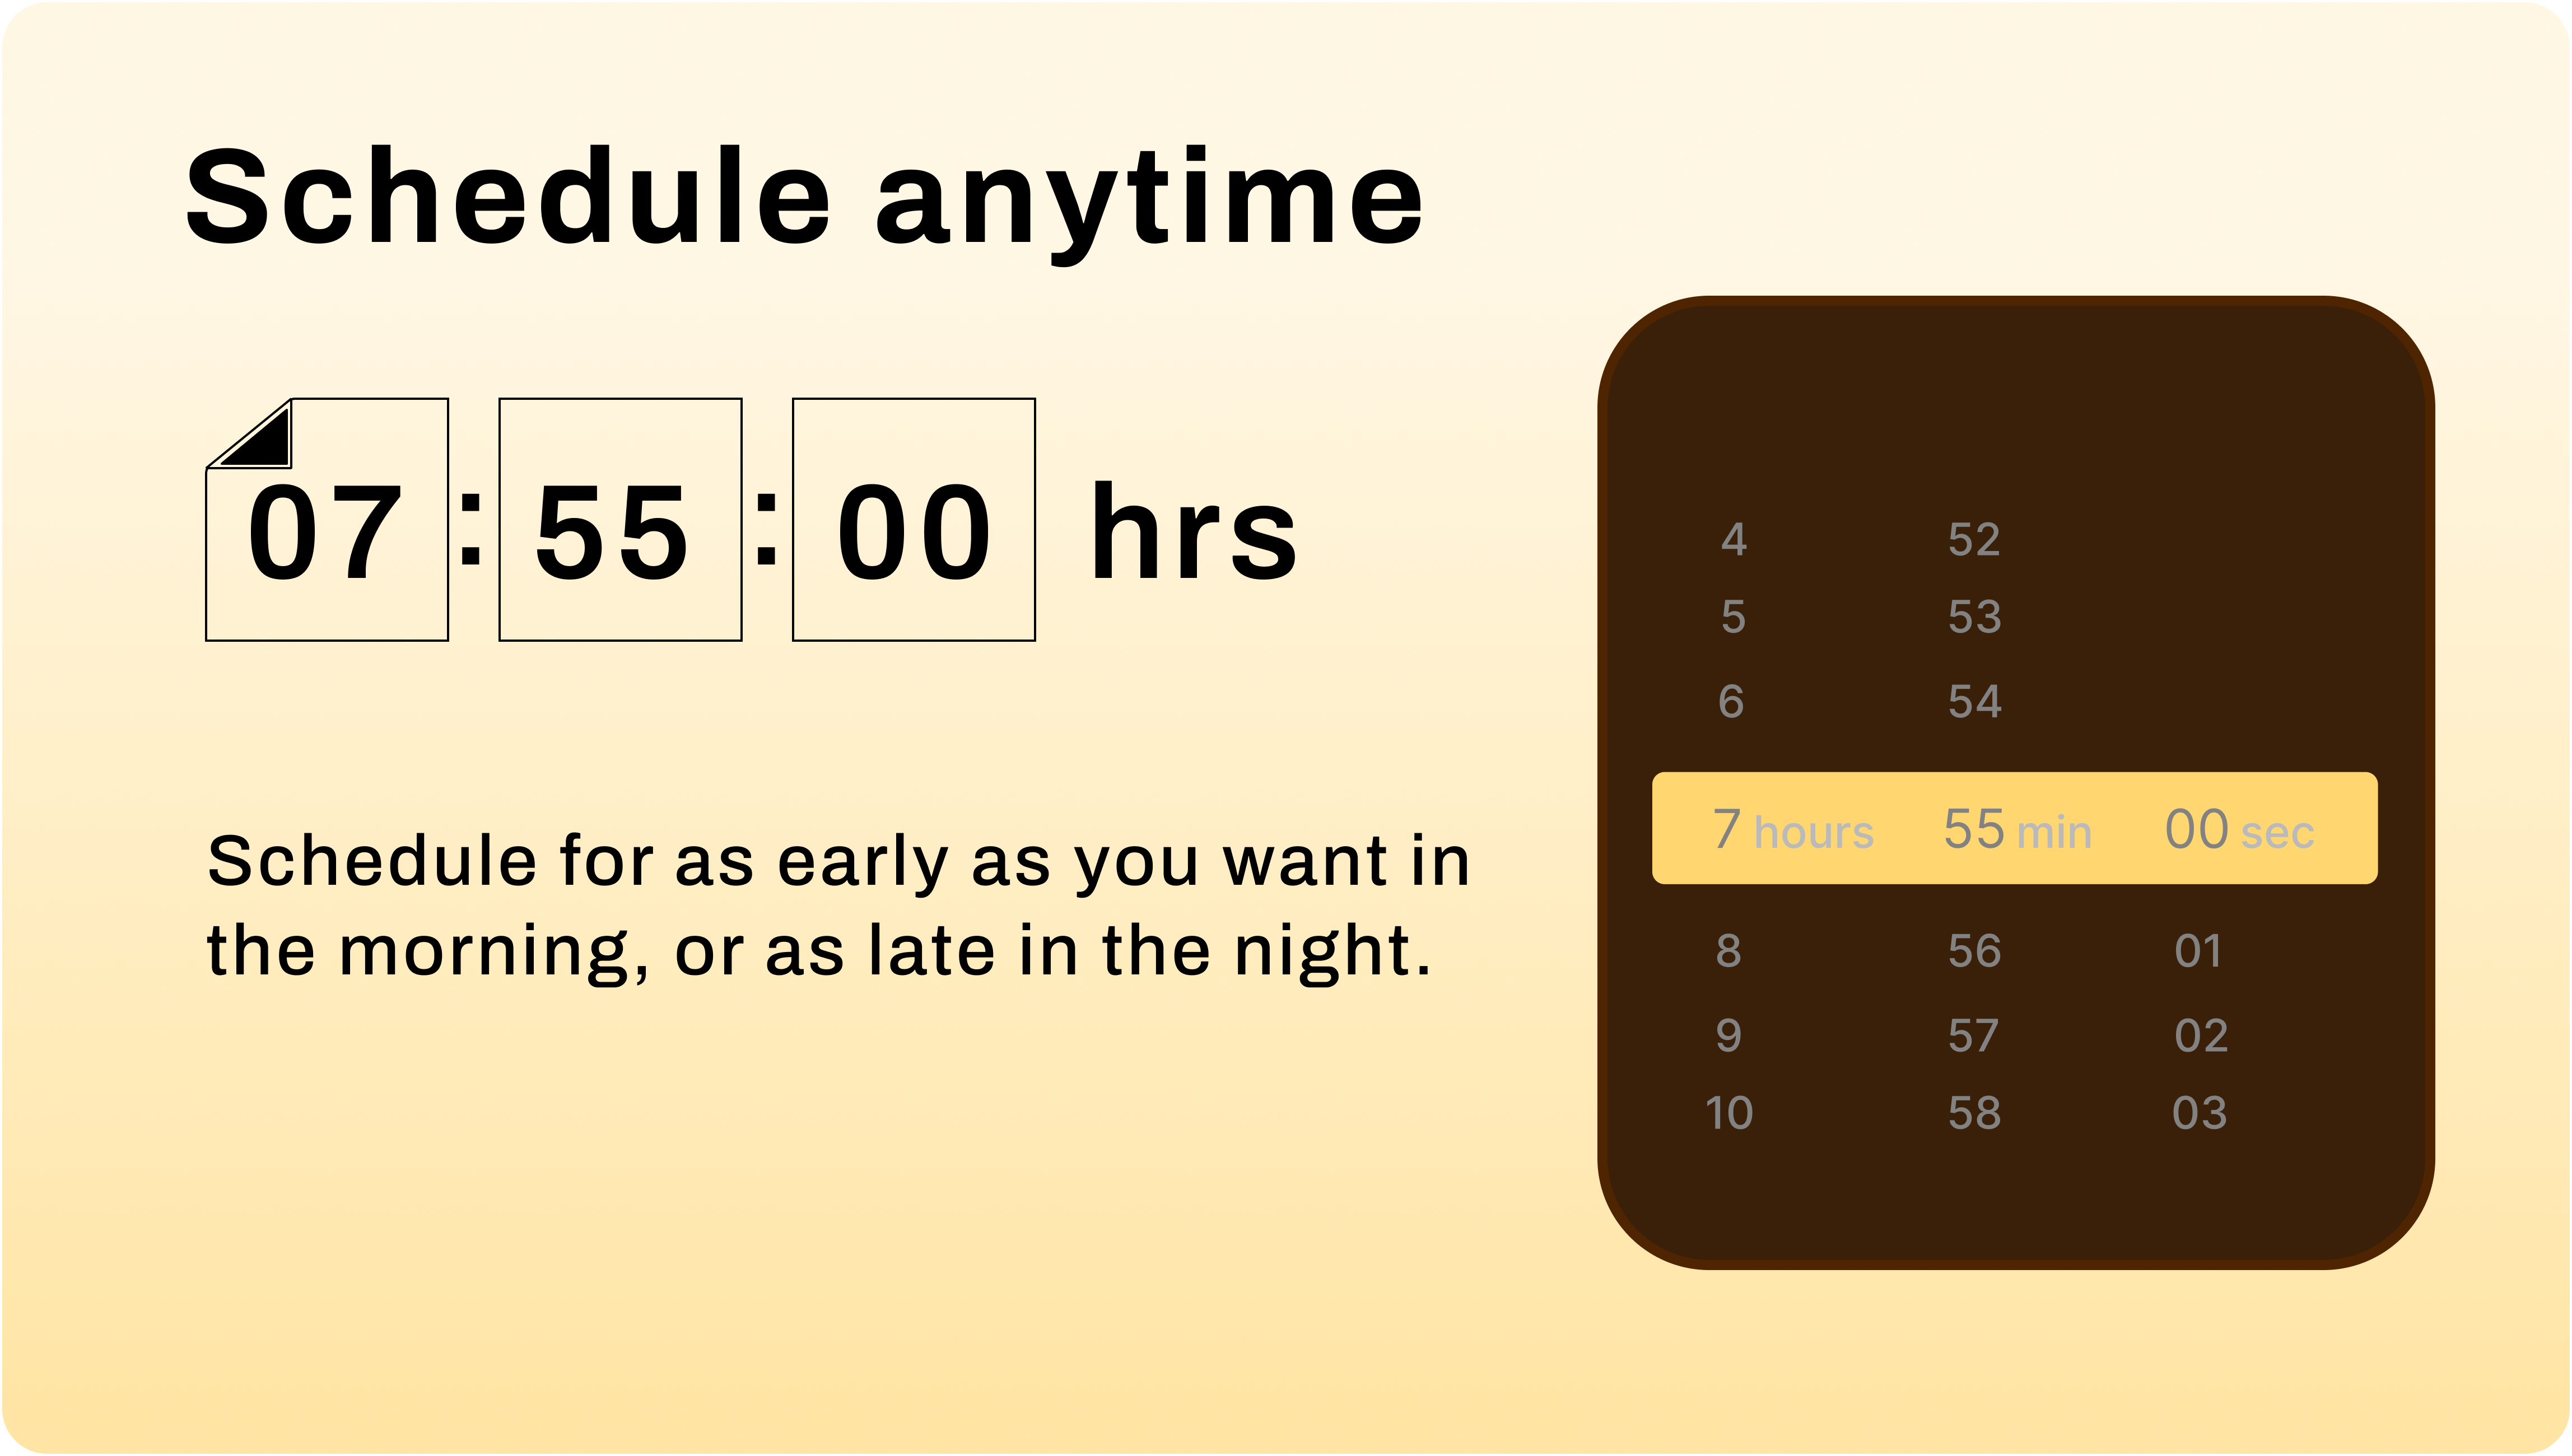 Schedule anytime
07 : 55 : 00 hrs
Schedule for as early as you want in
the morning, or as late in the night.
4 52
5 53
6 54
7 hours 55 min 00 sec
8 56 01
9 57 02
10 58 03